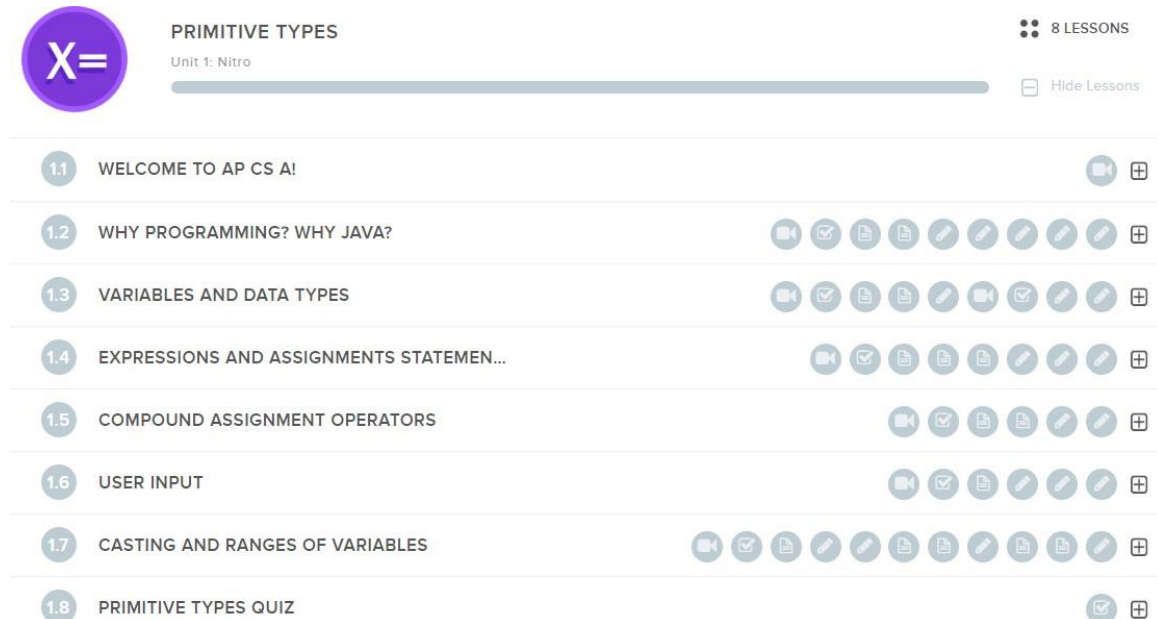 X=
PRIMITIVE TYPES
8 LESSONS
Unit 1: Nitro
Hide Lessons
1.1 WELCOME TO AP CS A!
1.2 WHY PROGRAMMING? WHY JAVA?
1.3 VARIABLES AND DATA TYPES
1.4 EXPRESSIONS AND ASSIGNMENTS STATEMEN...
1.5 COMPOUND ASSIGNMENT OPERATORS
1.6 USER INPUT
1.7 CASTING AND RANGES OF VARIABLES
1.8 PRIMITIVE TYPES QUIZ